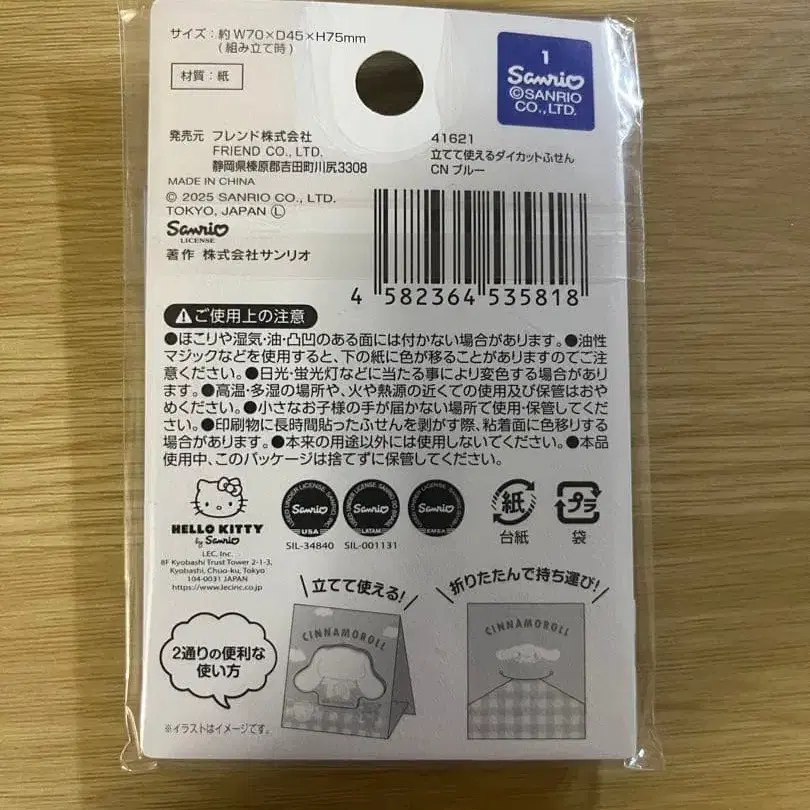 サイズ：約 W70×D45×H75mm
(組み立て時)
材質：紙
1
Sanrio
©SANRIO
CO., LTD.
発売元 フレンド株式会社
FRIEND CO., LTD.
静岡県榛原郡吉田町川尻3308
MADE IN CHINA
© 2025 SANRIO CO., LTD.
TOKYO, JAPAN Ⓛ
Sanrio
LICENSE
著作 株式会社サンリオ
41621
立てて使えるダイカットふせん
CN ブルー
4 582364 535818
ご使用上の注意
●ほこりや湿気・油・凸凹のある面には付かない場合があります。●油性
マジックなどを使用すると、下の紙に色が移ることがありますのでご注
意ください。●日光・蛍光灯などに当たる事により変色する場合があり
ます。●高温・多湿の場所や、火や熱源の近くでの使用及び保管はおや
めください。●小さなお子様の手が届かない場所で使用・保管してくだ
さい。●印刷物に長時間貼ったふせんを剥がす際、粘着面に色移りする
場合があります。●本来の用途以外には使用しないでください。●本品
使用中、このパッケージは捨てずに保管してください。
HELLO KITTY
by Sanrio
LEC, Inc.
8F Kyobashi Trust Tower 2-1-3,
Kyobashi, Chuo-ku, Tokyo
104-0031 JAPAN
https://www.lecinc.co.jp/
Sanrio
USA
SIL-34840
Sanrio
LATAM
SIL-001131
Sanrio
EMEA
紙
台紙
プラ
袋
2通りの便利な
使い方
立てて使える!
CINNAMOROLL
折りたたんで持ち運び!
CINNAMOROLL
※イラストはイメージです。